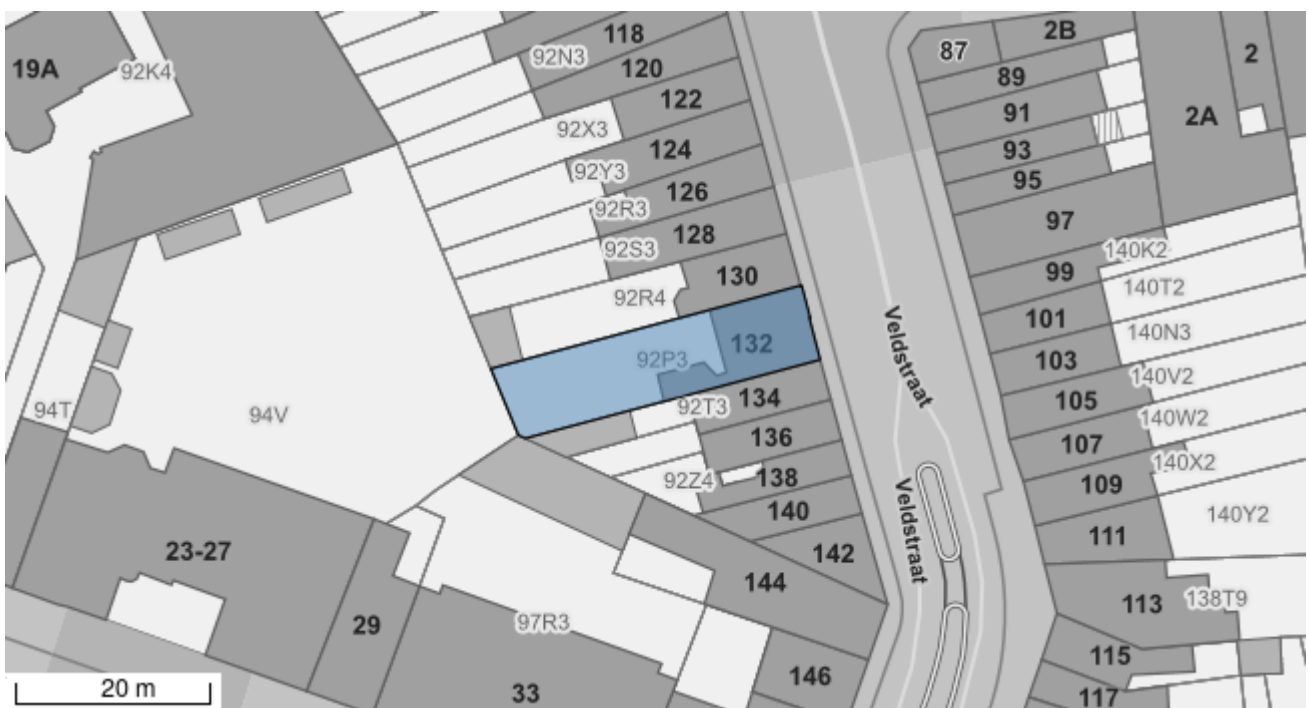 118
2B
87
2
19A
92K4
92N3
120
89
122
91
2A
92X3
124
93
92Y3
95
126
92R3
97
128
92S3
140K2
130
99
92R4
140T2
101
Veldstraat
140N3
132
92P3
103
140V2
94T
94V
92T3
134
105
140W2
136
107
140X2
92Z4
138
109
140
Veldstraat
140Y2
111
23-27
142
144
113
138T9
29
97R3
115
146
20 m
33
117